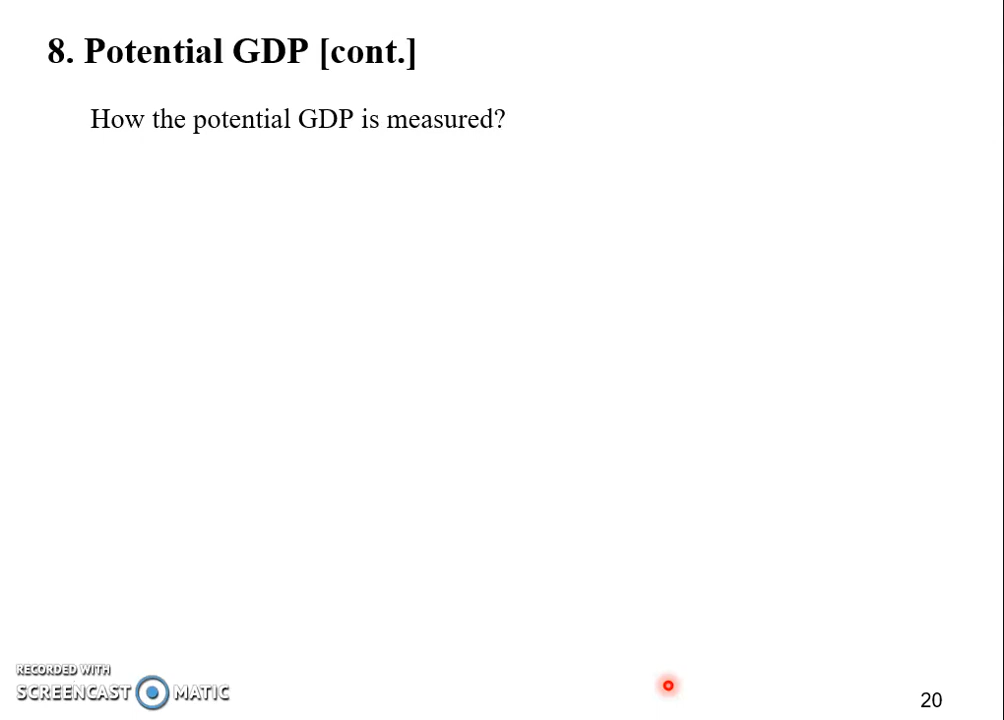 8. Potential GDP [cont.]
How the potential GDP is measured?
RECORDED WITH
SCREENCAST MATIC
20